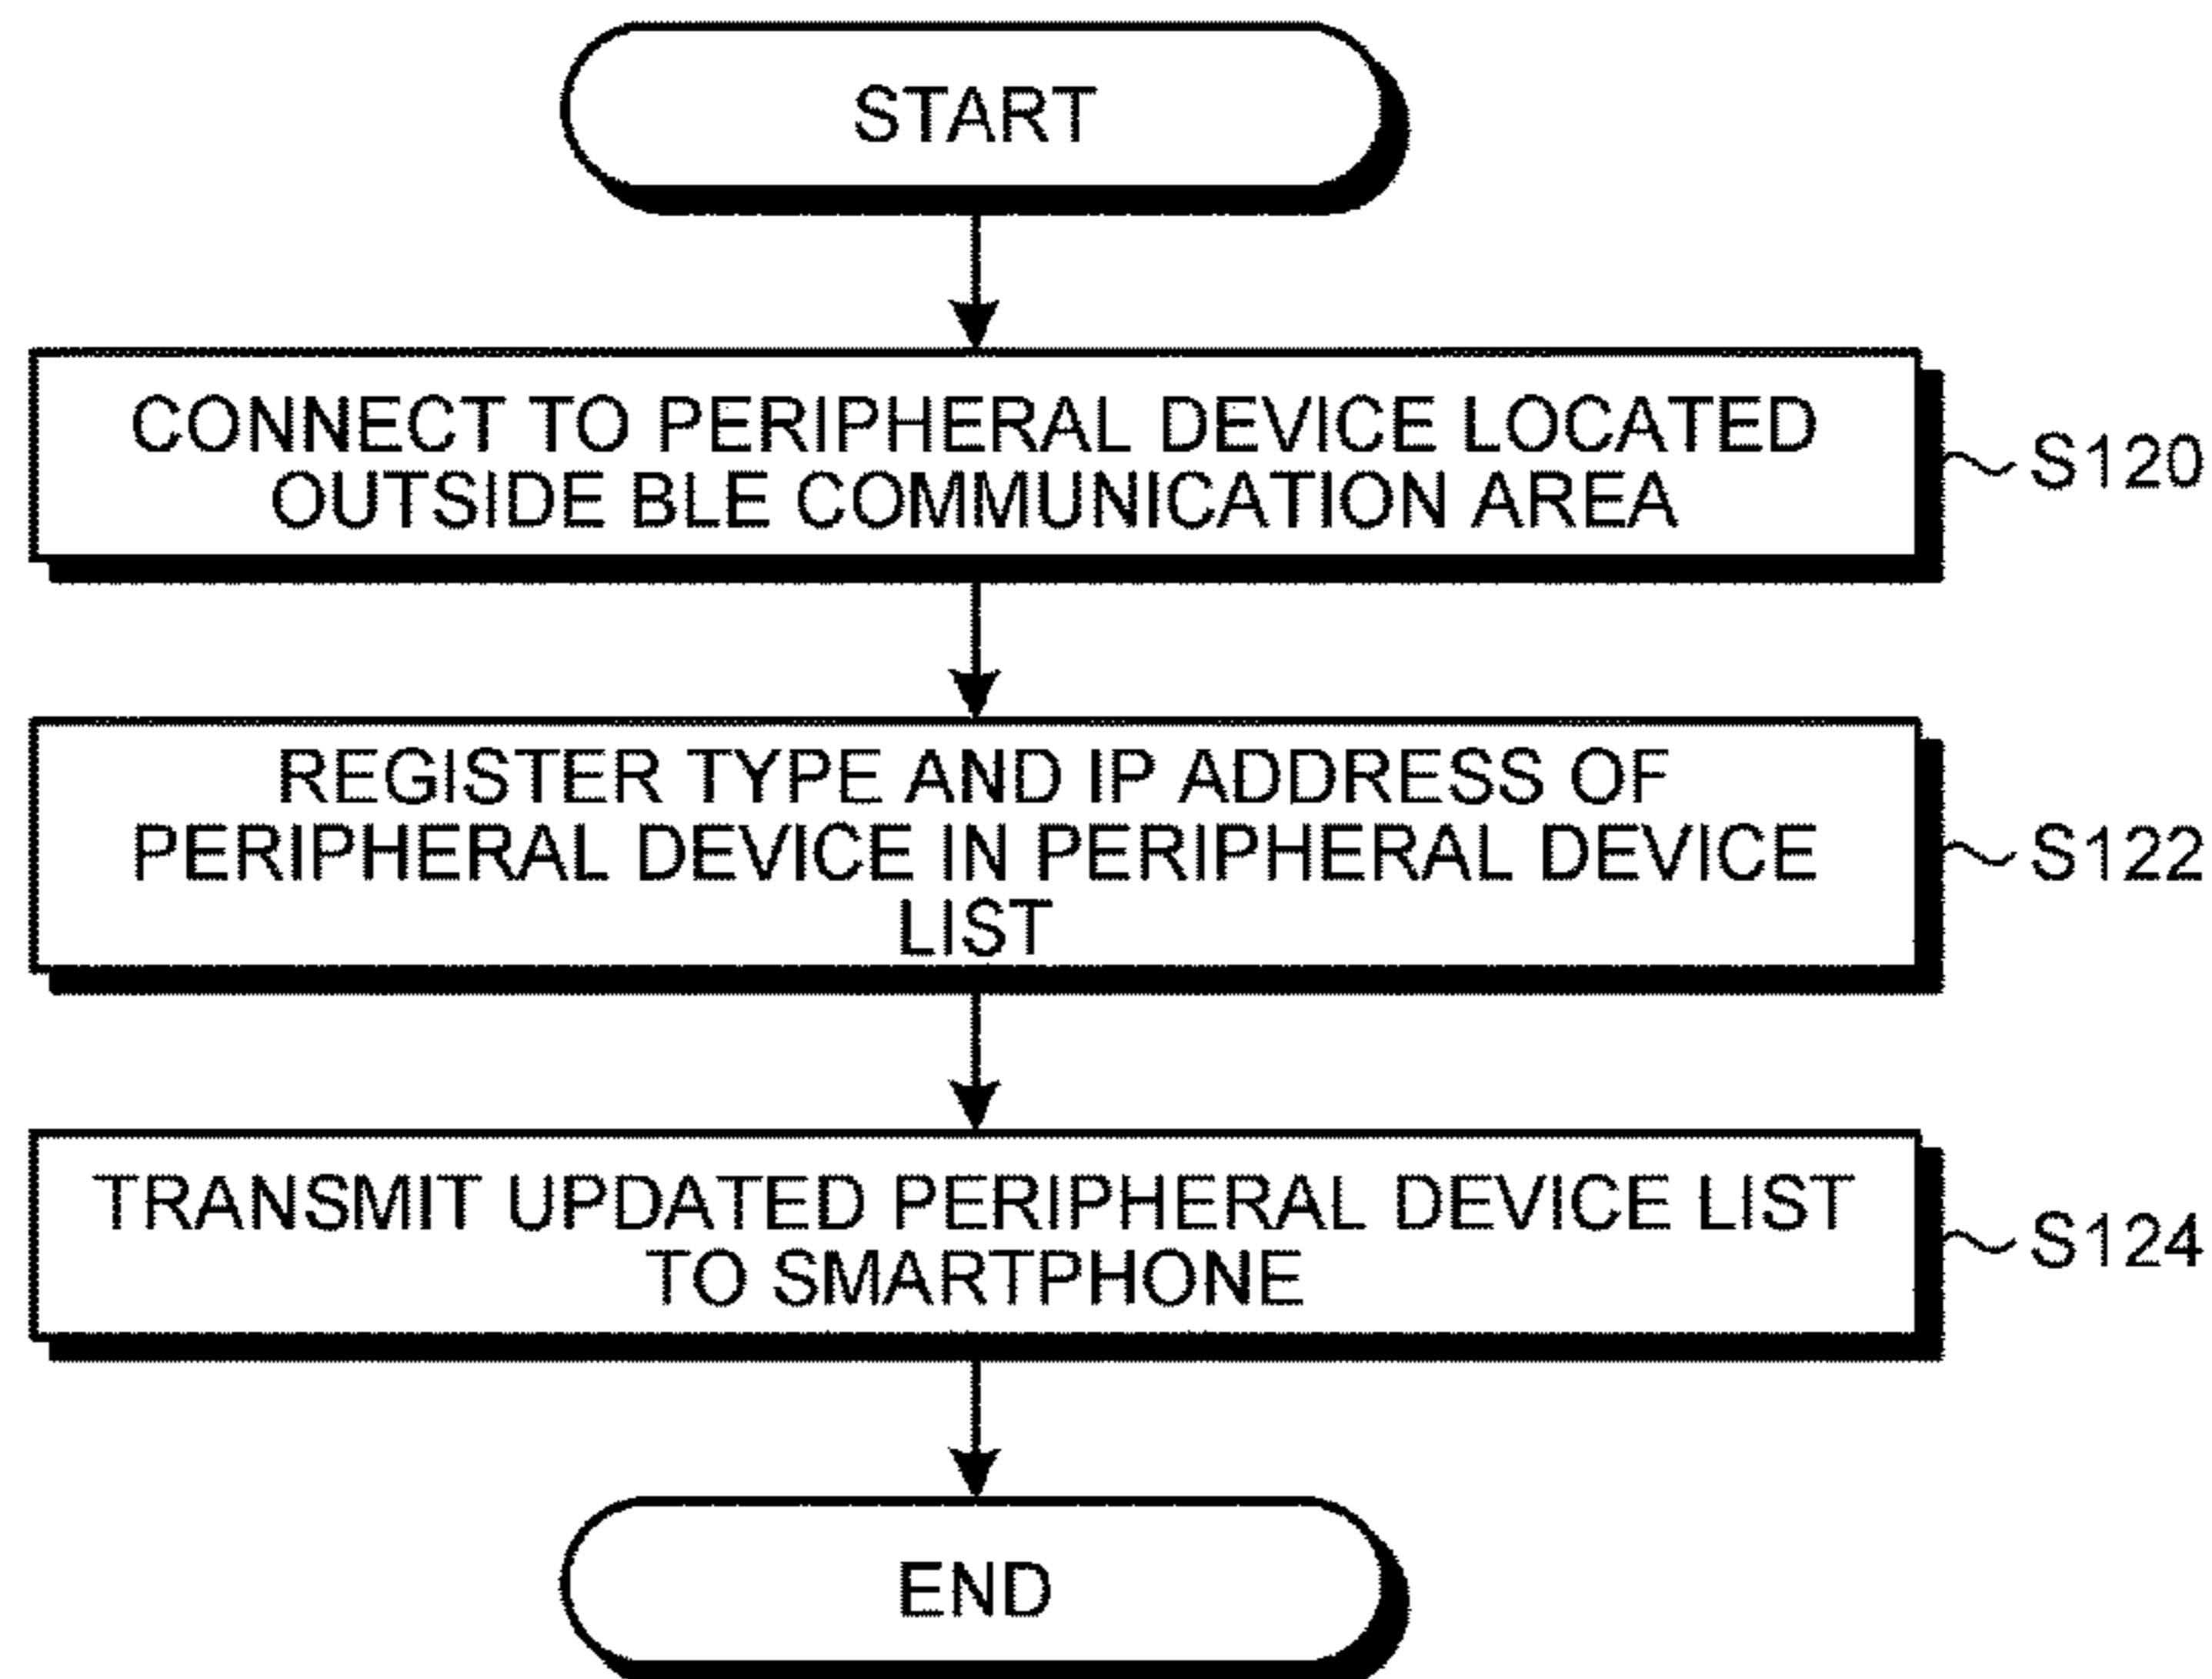 START
CONNECT TO PERIPHERAL DEVICE LOCATED
OUTSIDE BLE COMMUNICATION AREA
S120
REGISTER TYPE AND IP ADDRESS OF
PERIPHERAL DEVICE IN PERIPHERAL DEVICE
LIST
S122
TRANSMIT UPDATED PERIPHERAL DEVICE LIST
TO SMARTPHONE
S124
END